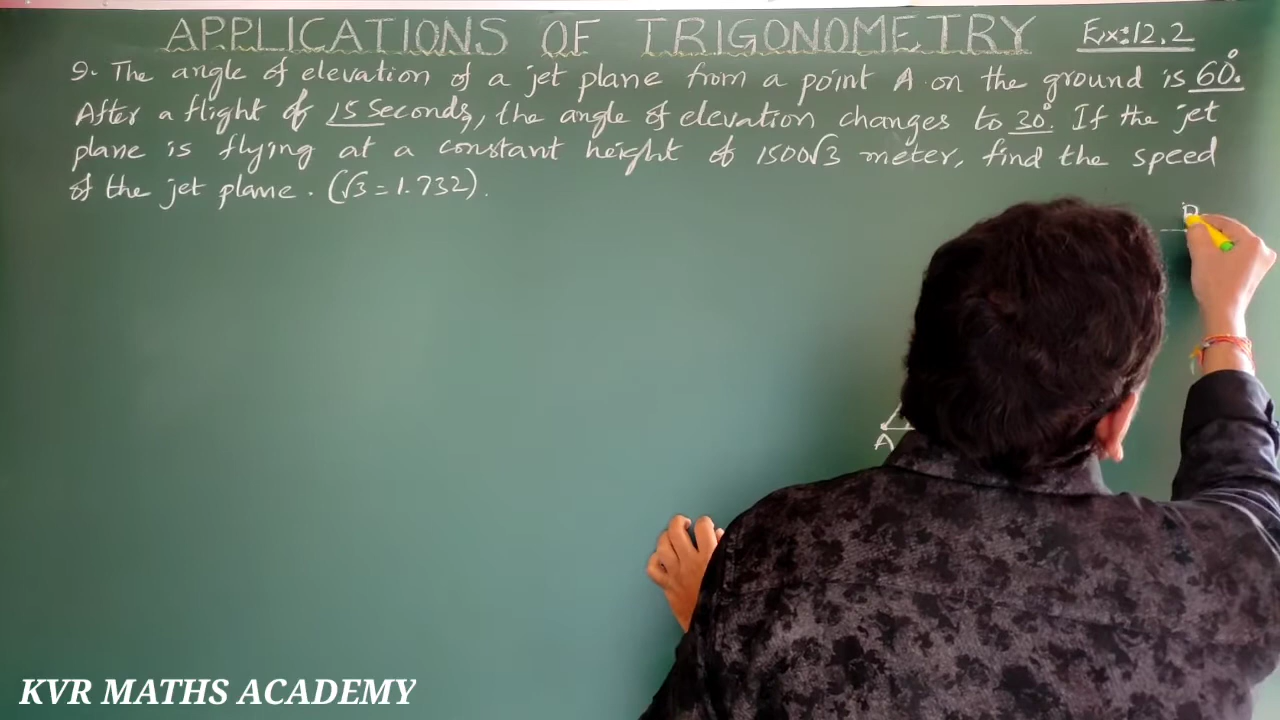 APPLICATIONS OF TRIGONOMETRY Ex:12.2
9. The angle of elevation of a jet plane from a point A on the ground is 60°.
After a flight of 15 Seconds, the angle of elevation changes to 30°. If the jet
plane is flying at a constant height of 1500√3 meter, find the speed
of the jet plane. (√3=1.732).
A
KVR MATHS ACADEMY